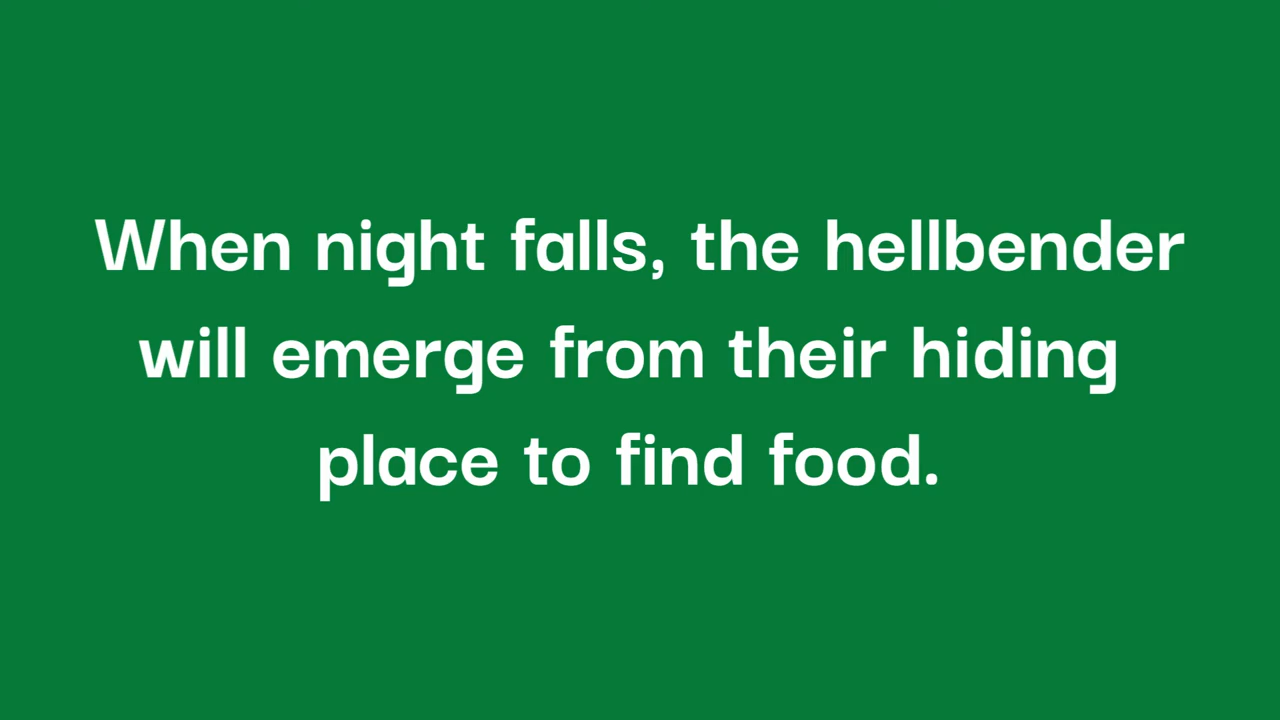 When night falls, the hellbender
will emerge from their hiding
place to find food.